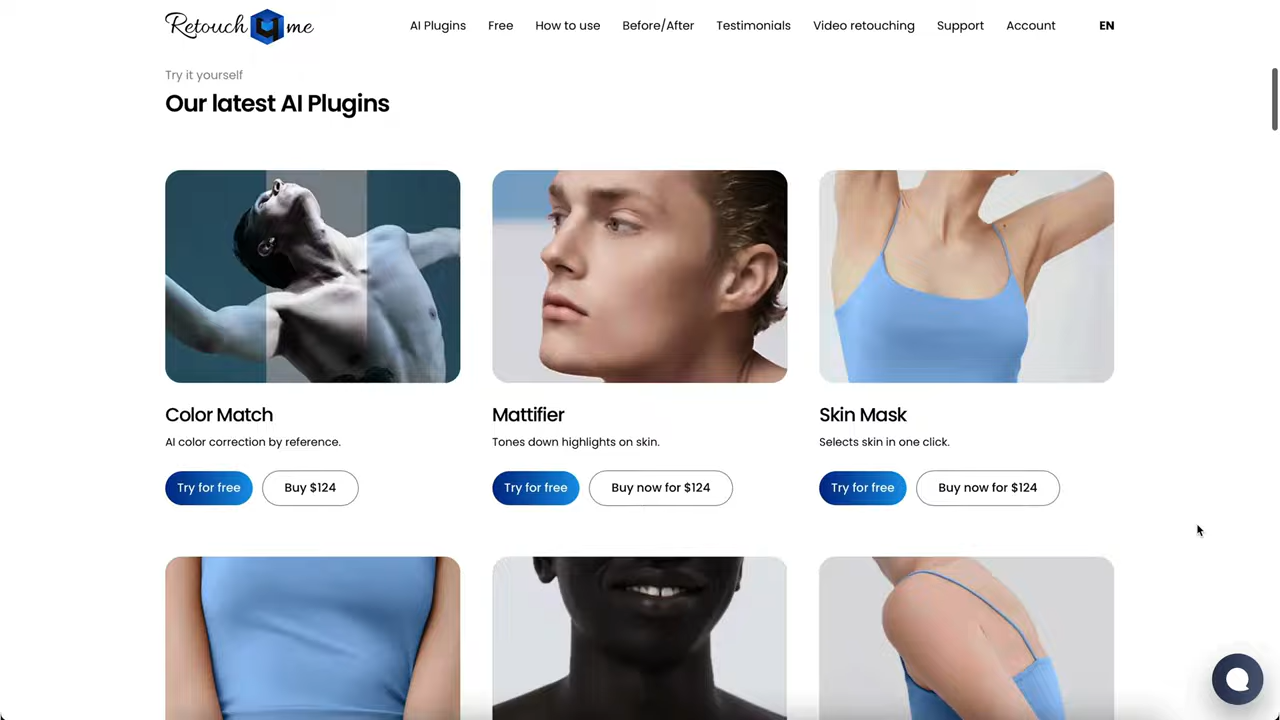 Retouch4me
AI Plugins
Free
How to use
Before/After
Testimonials
Video retouching
Support
Account
EN
Try it yourself
Our latest AI Plugins
Color Match
AI color correction by reference.
Try for free
Buy $124
Mattifier
Tones down highlights on skin.
Try for free
Buy now for $124
Skin Mask
Selects skin in one click.
Try for free
Buy now for $124